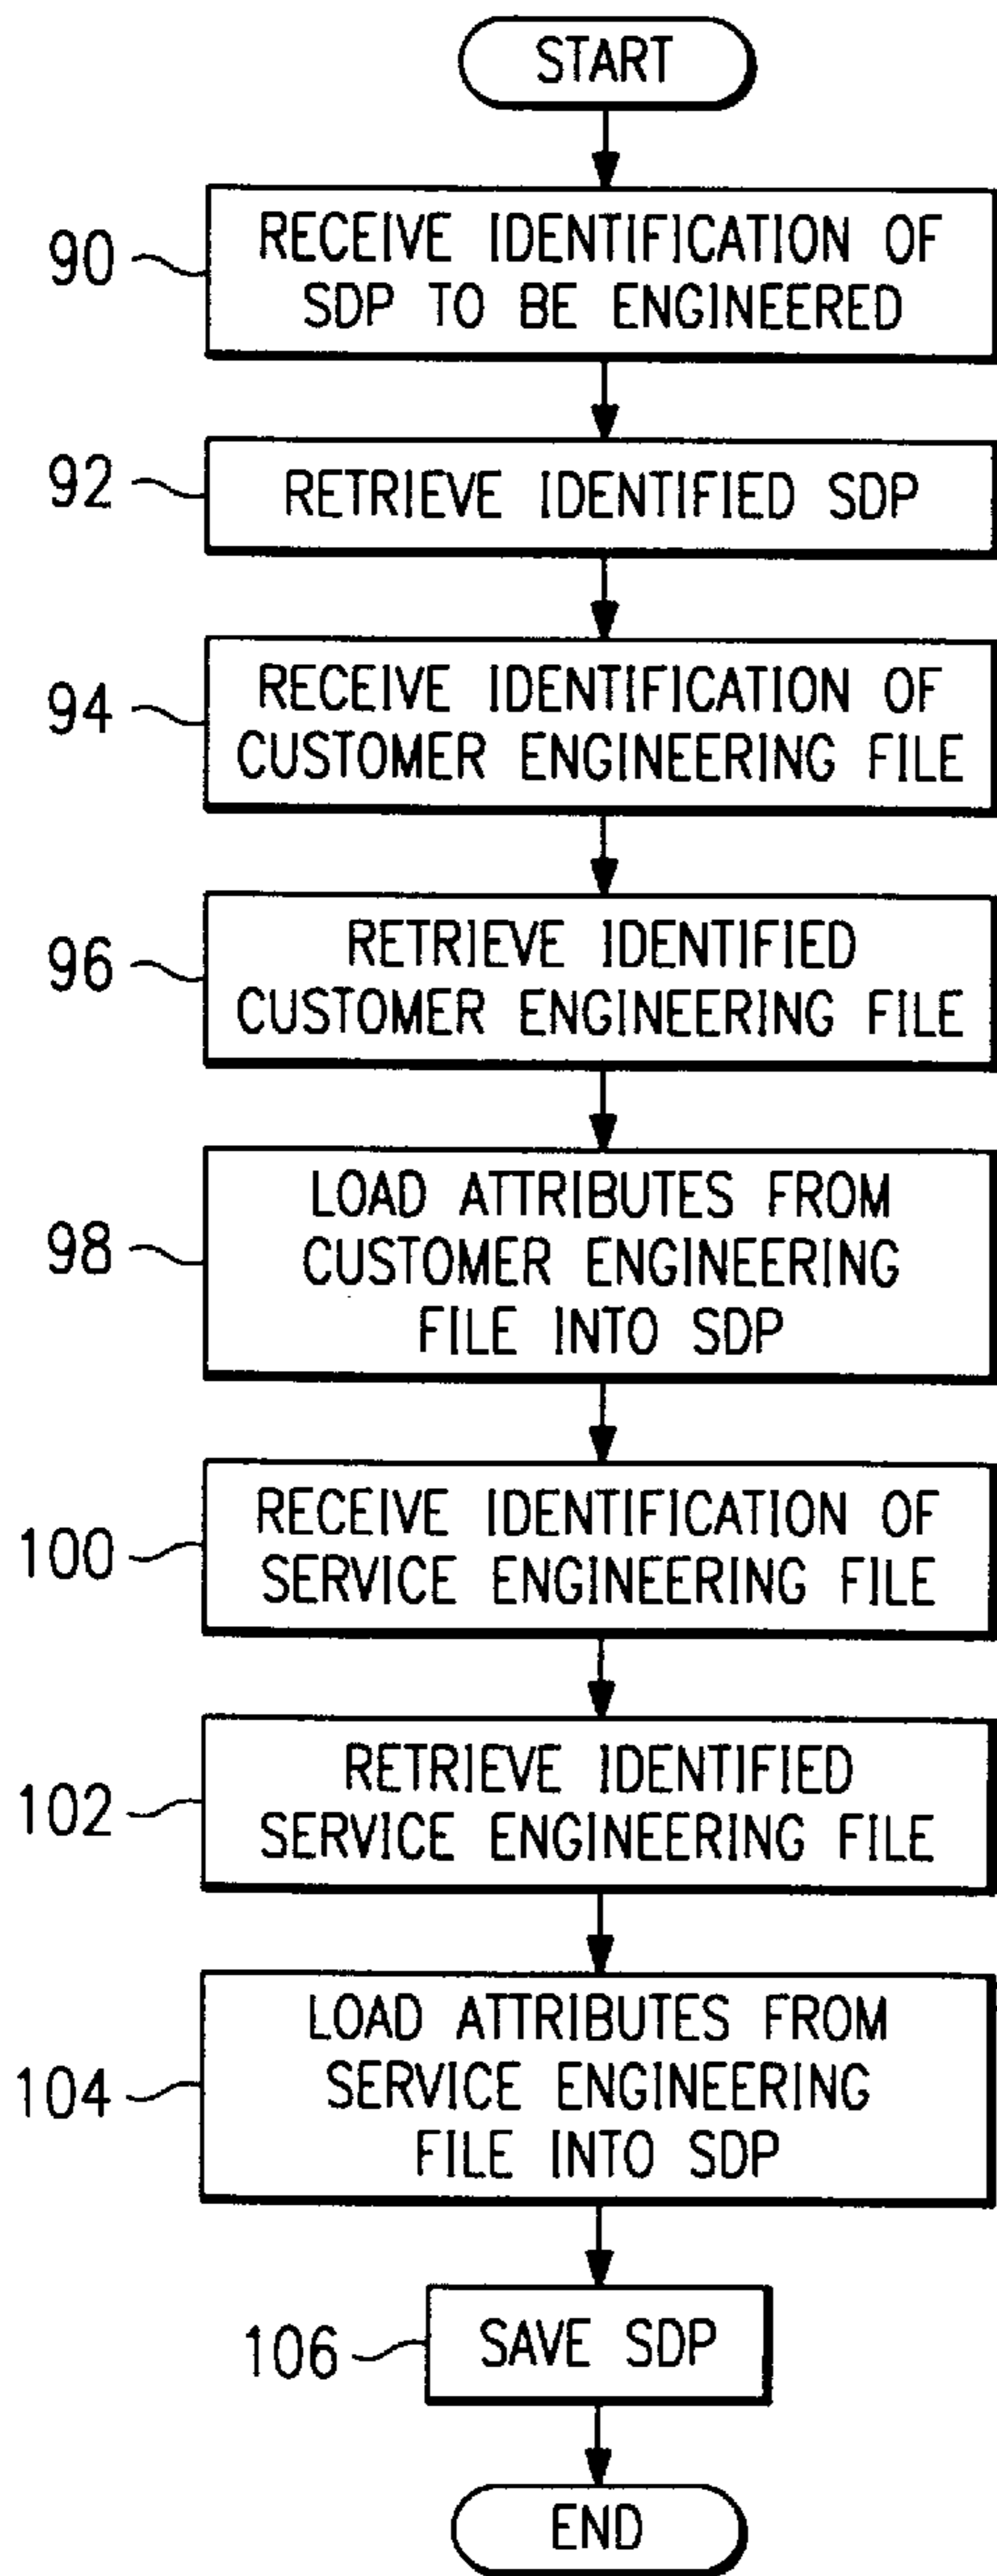 START
90
RECEIVE IDENTIFICATION OF
SDP TO BE ENGINEERED
92
RETRIEVE IDENTIFIED SDP
94
RECEIVE IDENTIFICATION OF
CUSTOMER ENGINEERING FILE
96
RETRIEVE IDENTIFIED
CUSTOMER ENGINEERING FILE
98
LOAD ATTRIBUTES FROM
CUSTOMER ENGINEERING
FILE INTO SDP
100
RECEIVE IDENTIFICATION OF
SERVICE ENGINEERING FILE
102
RETRIEVE IDENTIFIED
SERVICE ENGINEERING FILE
104
LOAD ATTRIBUTES FROM
SERVICE ENGINEERING
FILE INTO SDP
106
SAVE SDP
END